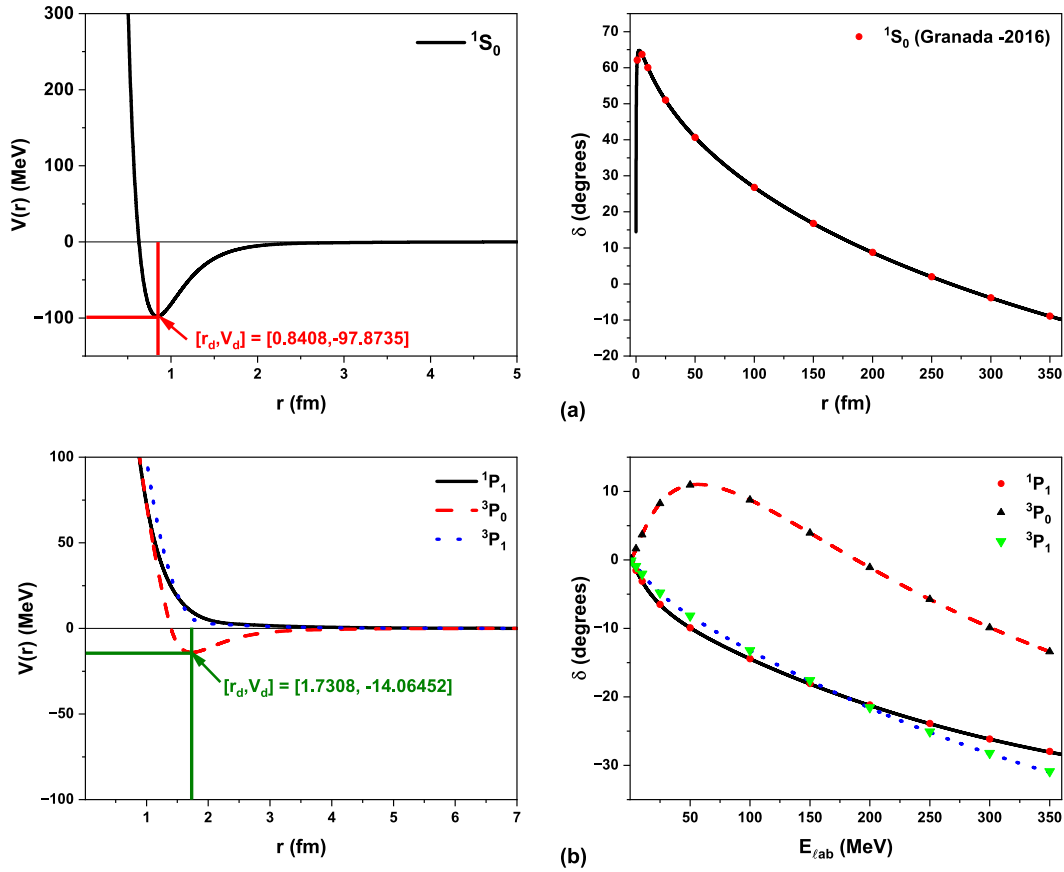 300
200
100
0
−100
V(r) (MeV)
¹S₀
[r_d,V_d] = [0.8408,-97.8735]
1 2 3 4 5
r (fm)
70
60
50
40
30
20
10
0
−10
−20
δ (degrees)
¹S₀ (Granada -2016)
0 50 100 150 200 250 300 350
r (fm)
(a)
100
50
0
−50
−100
V(r) (MeV)
¹P₁
³P₀
³P₁
[r_d,V_d] = [1.7308, -14.06452]
1 2 3 4 5 6 7
r (fm)
10
0
−10
−20
−30
δ (degrees)
¹P₁
³P₀
³P₁
50 100 150 200 250 300 350
E_ℓab (MeV)
(b)